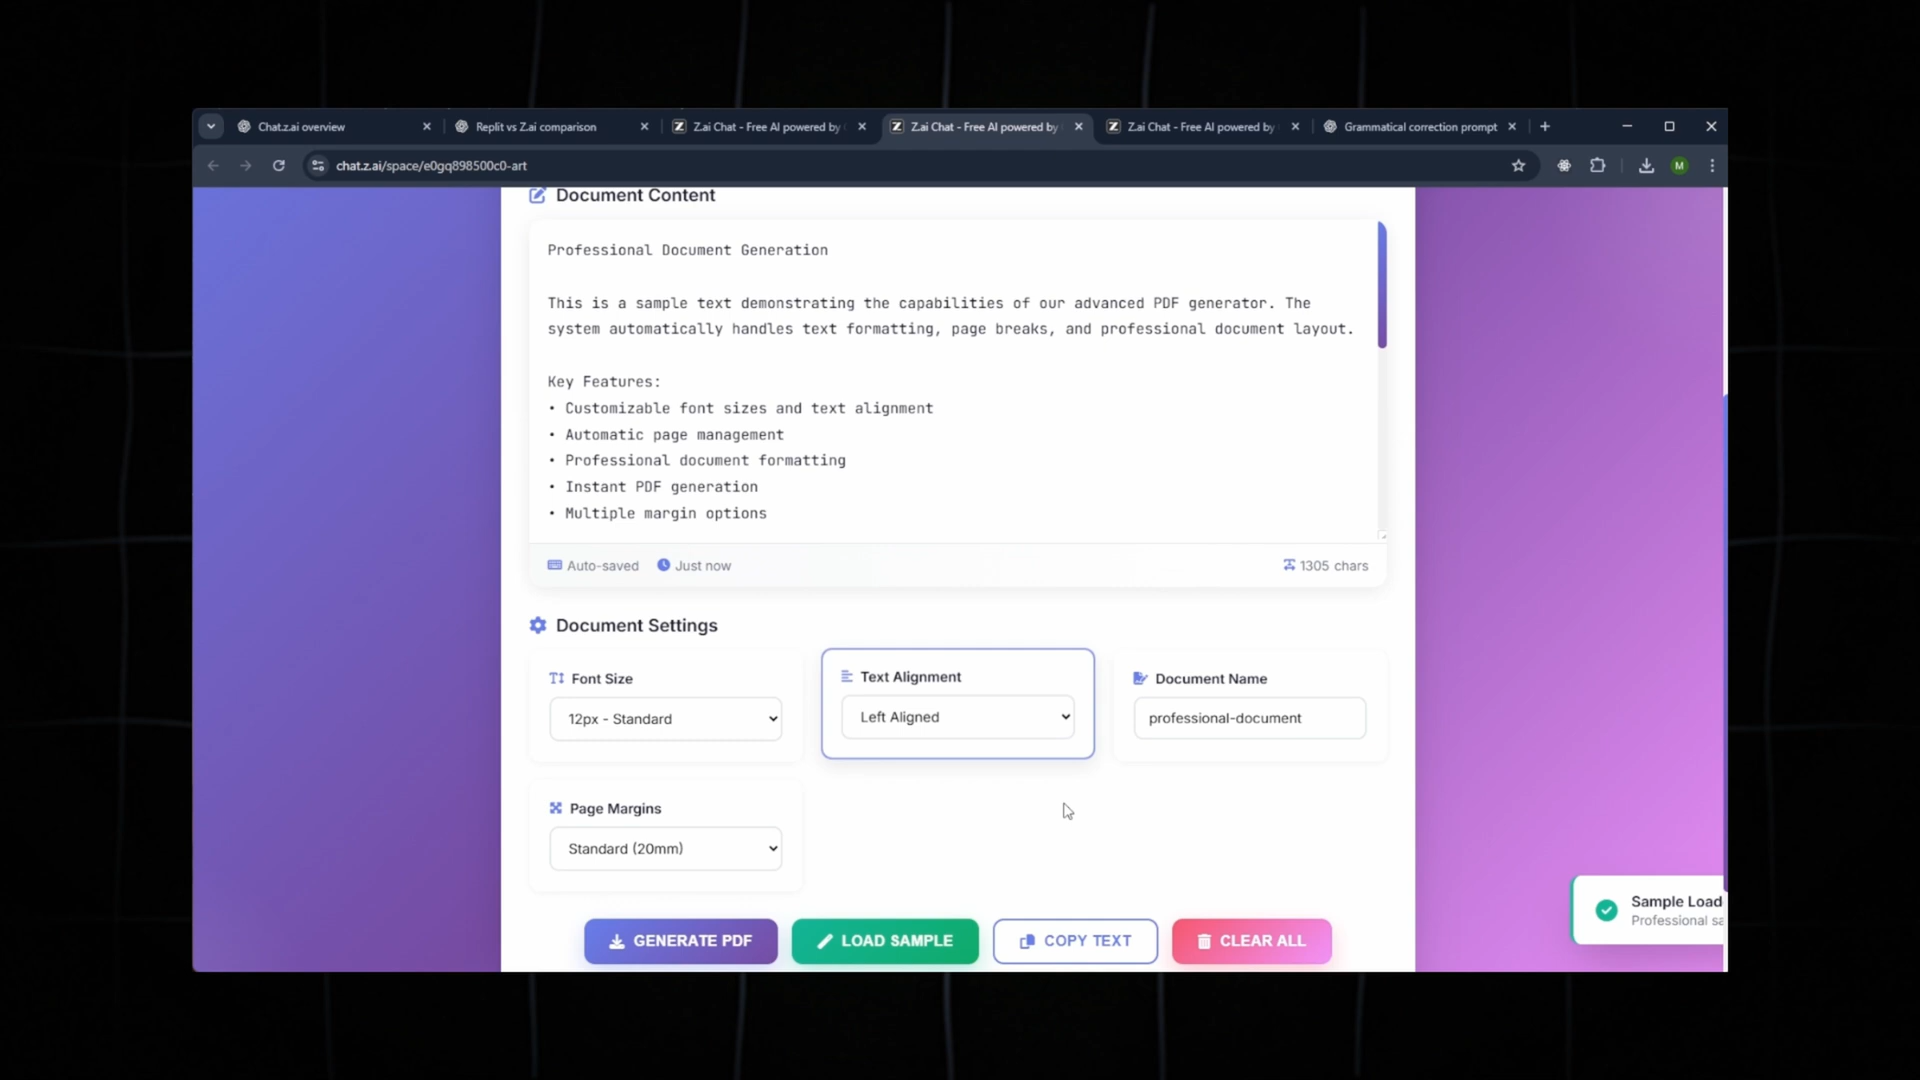 Chat.z.ai overview
Replit vs Z.ai comparison
Z.ai Chat - Free AI powered by
Z.ai Chat - Free AI powered by
Z.ai Chat - Free AI powered by
Grammatical correction prompt
chat.z.ai/space/e0gq898500c0-art
M
Document Content
Professional Document Generation
This is a sample text demonstrating the capabilities of our advanced PDF generator. The
system automatically handles text formatting, page breaks, and professional document layout.
Key Features:
• Customizable font sizes and text alignment
• Automatic page management
• Professional document formatting
• Instant PDF generation
• Multiple margin options
Auto-saved Just now 1305 chars
Document Settings
Font Size
12px - Standard
Text Alignment
Left Aligned
Document Name
professional-document
Page Margins
Standard (20mm)
GENERATE PDF
LOAD SAMPLE
COPY TEXT
CLEAR ALL
Sample Load
Professional sa